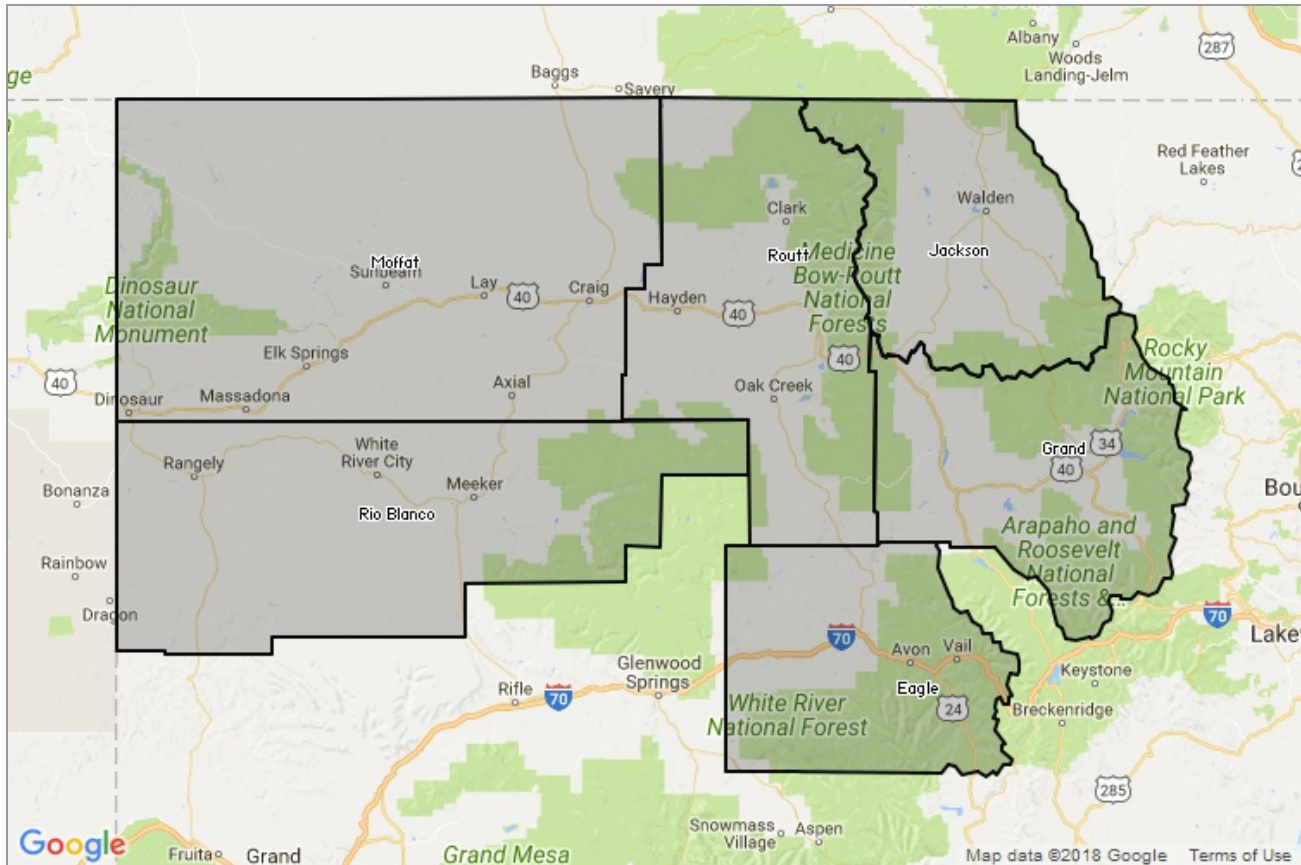 Albany
287
Woods
Landing-Jelm
Baggs
Savery
Red Feather
Lakes
Walden
Clark
Moffat
Sunbeam
Routt
Medicine
Bow-Routt
National
Forests
Jackson
Dinosaur
National
Monument
Lay
40
Craig
Hayden
40
Elk Springs
40
Rocky
Mountain
National Park
40
Axial
Oak Creek
Dinosaur
Massadona
White
River City
Rangely
Meeker
Grand
34
40
Bonanza
Rio Blanco
Bou
Arapaho and
Roosevelt
National
Forests &...
Rainbow
Dragon
70
Lakew
70
Avon
Vail
Glenwood
Springs
Keystone
Rifle
70
Eagle
White River
National Forest
24
Breckenridge
285
Snowmass
Village
Aspen
Google
Fruita
Grand
Grand Mesa
Map data ©2018 Google
Terms of Use